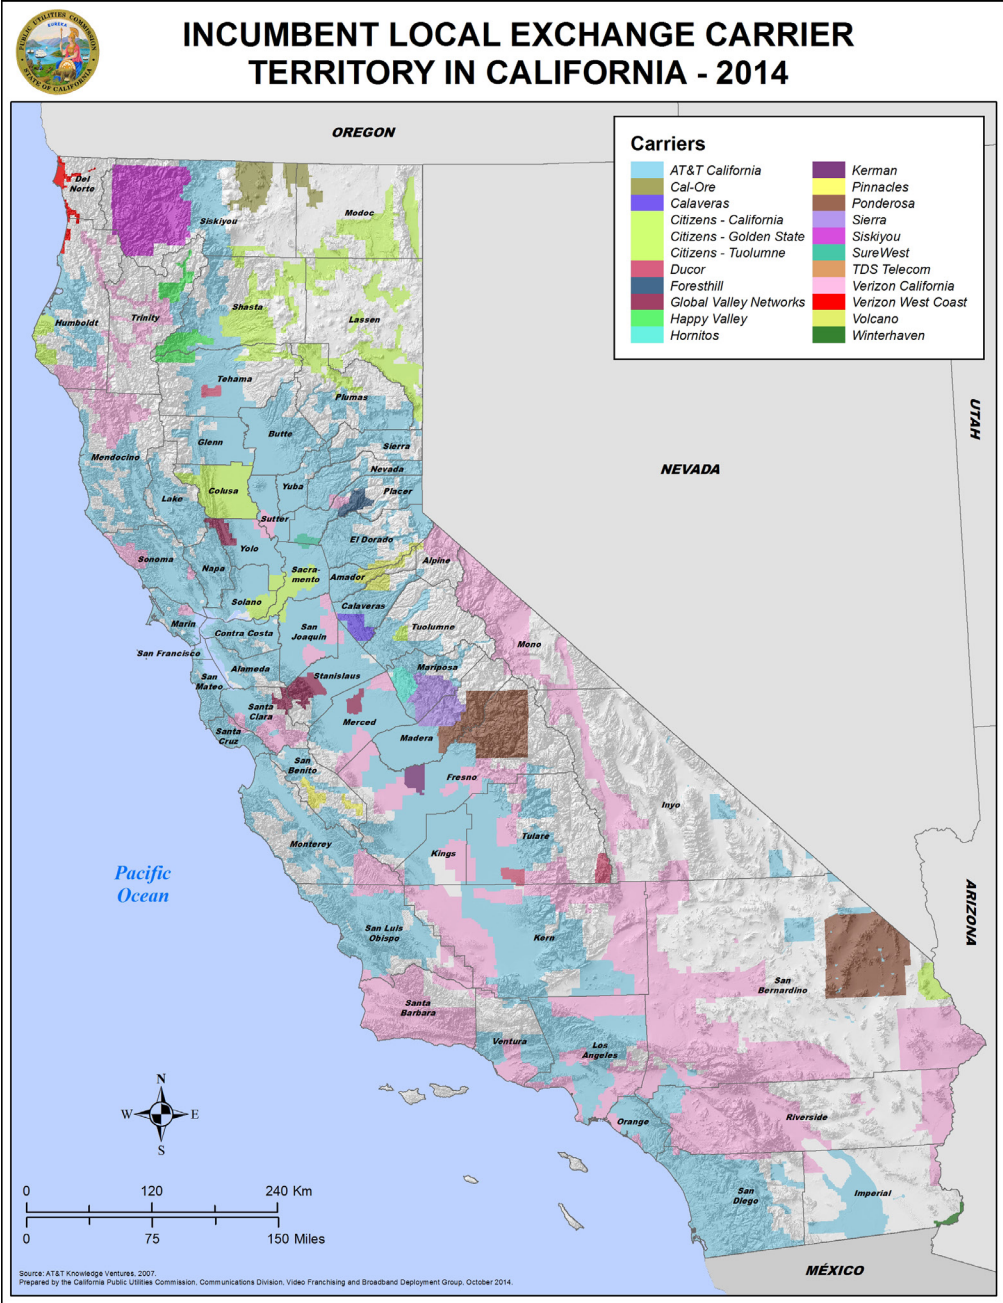 INCUMBENT LOCAL EXCHANGE CARRIER
TERRITORY IN CALIFORNIA - 2014
PUBLIC UTILITIES COMMISSION
EUREKA
STATE OF CALIFORNIA
OREGON
Carriers
AT&T California
Cal-Ore
Calaveras
Citizens - California
Citizens - Golden State
Citizens - Tuolumne
Ducor
Foresthill
Global Valley Networks
Happy Valley
Hornitos
Kerman
Pinnacles
Ponderosa
Sierra
Siskiyou
SureWest
TDS Telecom
Verizon California
Verizon West Coast
Volcano
Winterhaven
Del
Norte
Siskiyou
Modoc
Humboldt
Trinity
Shasta
Lassen
Tehama
Plumas
Mendocino
Glenn
Butte
Sierra
Nevada
Lake
Colusa
Yuba
Placer
Sutter
Sonoma
Napa
Yolo
El Dorado
Sacra-
mento
Amador
Alpine
Solano
Calaveras
Marin
Contra Costa
San
Joaquin
Tuolumne
San Francisco
Alameda
Mono
San
Mateo
Stanislaus
Mariposa
Santa
Clara
Merced
Santa
Cruz
Madera
San
Benito
Fresno
Inyo
Monterey
Kings
Tulare
San Luis
Obispo
Kern
San
Bernardino
Santa
Barbara
Ventura
Los
Angeles
Orange
Riverside
San
Diego
Imperial
NEVADA
UTAH
ARIZONA
MÉXICO
Pacific
Ocean
N
W
E
S
0 120 240 Km
0 75 150 Miles
Source: AT&T Knowledge Ventures, 2007.
Prepared by the California Public Utilities Commission, Communications Division, Video Franchising and Broadband Deployment Group, October 2014.